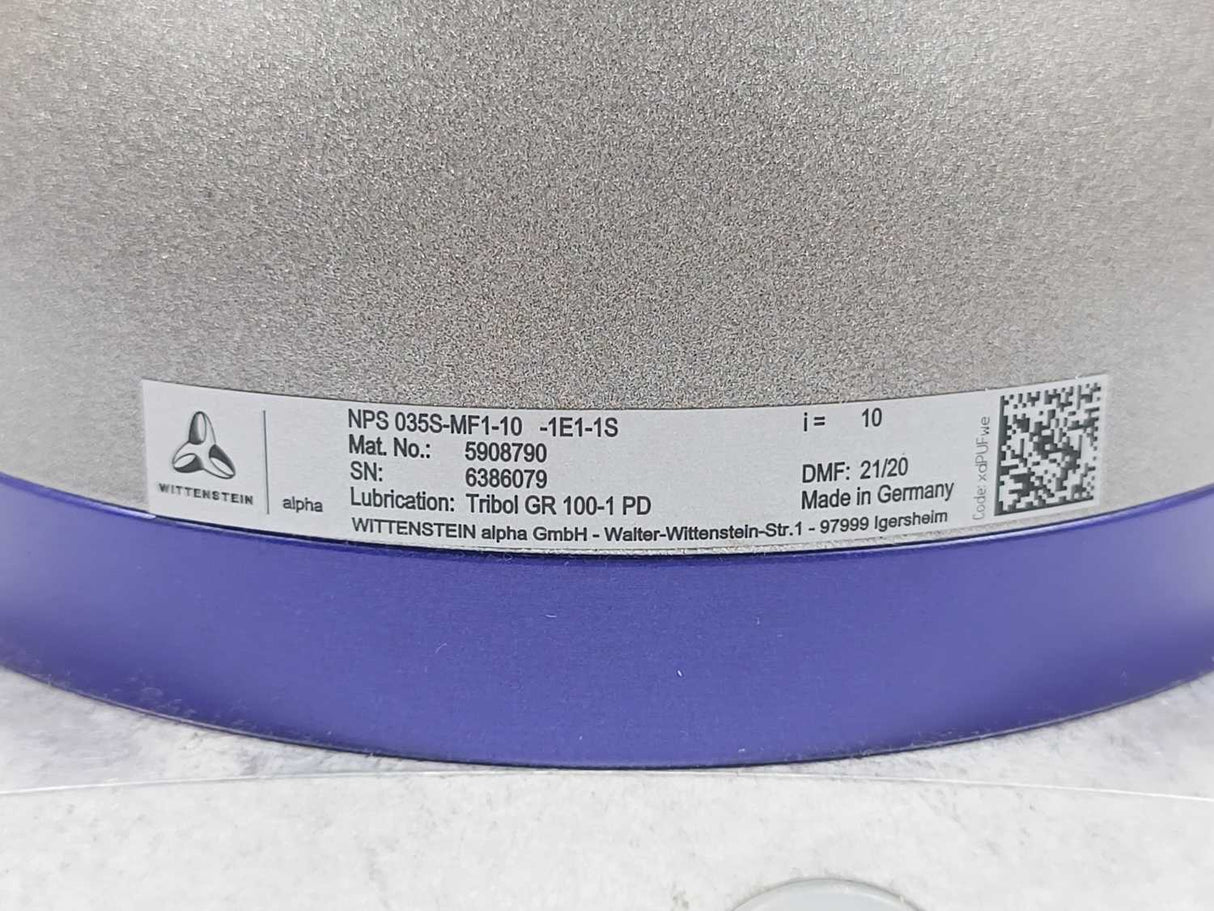 WITTENSTEIN
alpha
NPS 035S-MF1-10 -1E1-1S i = 10
Mat. No.: 5908790
SN: 6386079 DMF: 21/20
Lubrication: Tribol GR 100-1 PD Made in Germany
WITTENSTEIN alpha GmbH - Walter-Wittenstein-Str.1 - 97999 Igersheim
Code: xdPUFwe